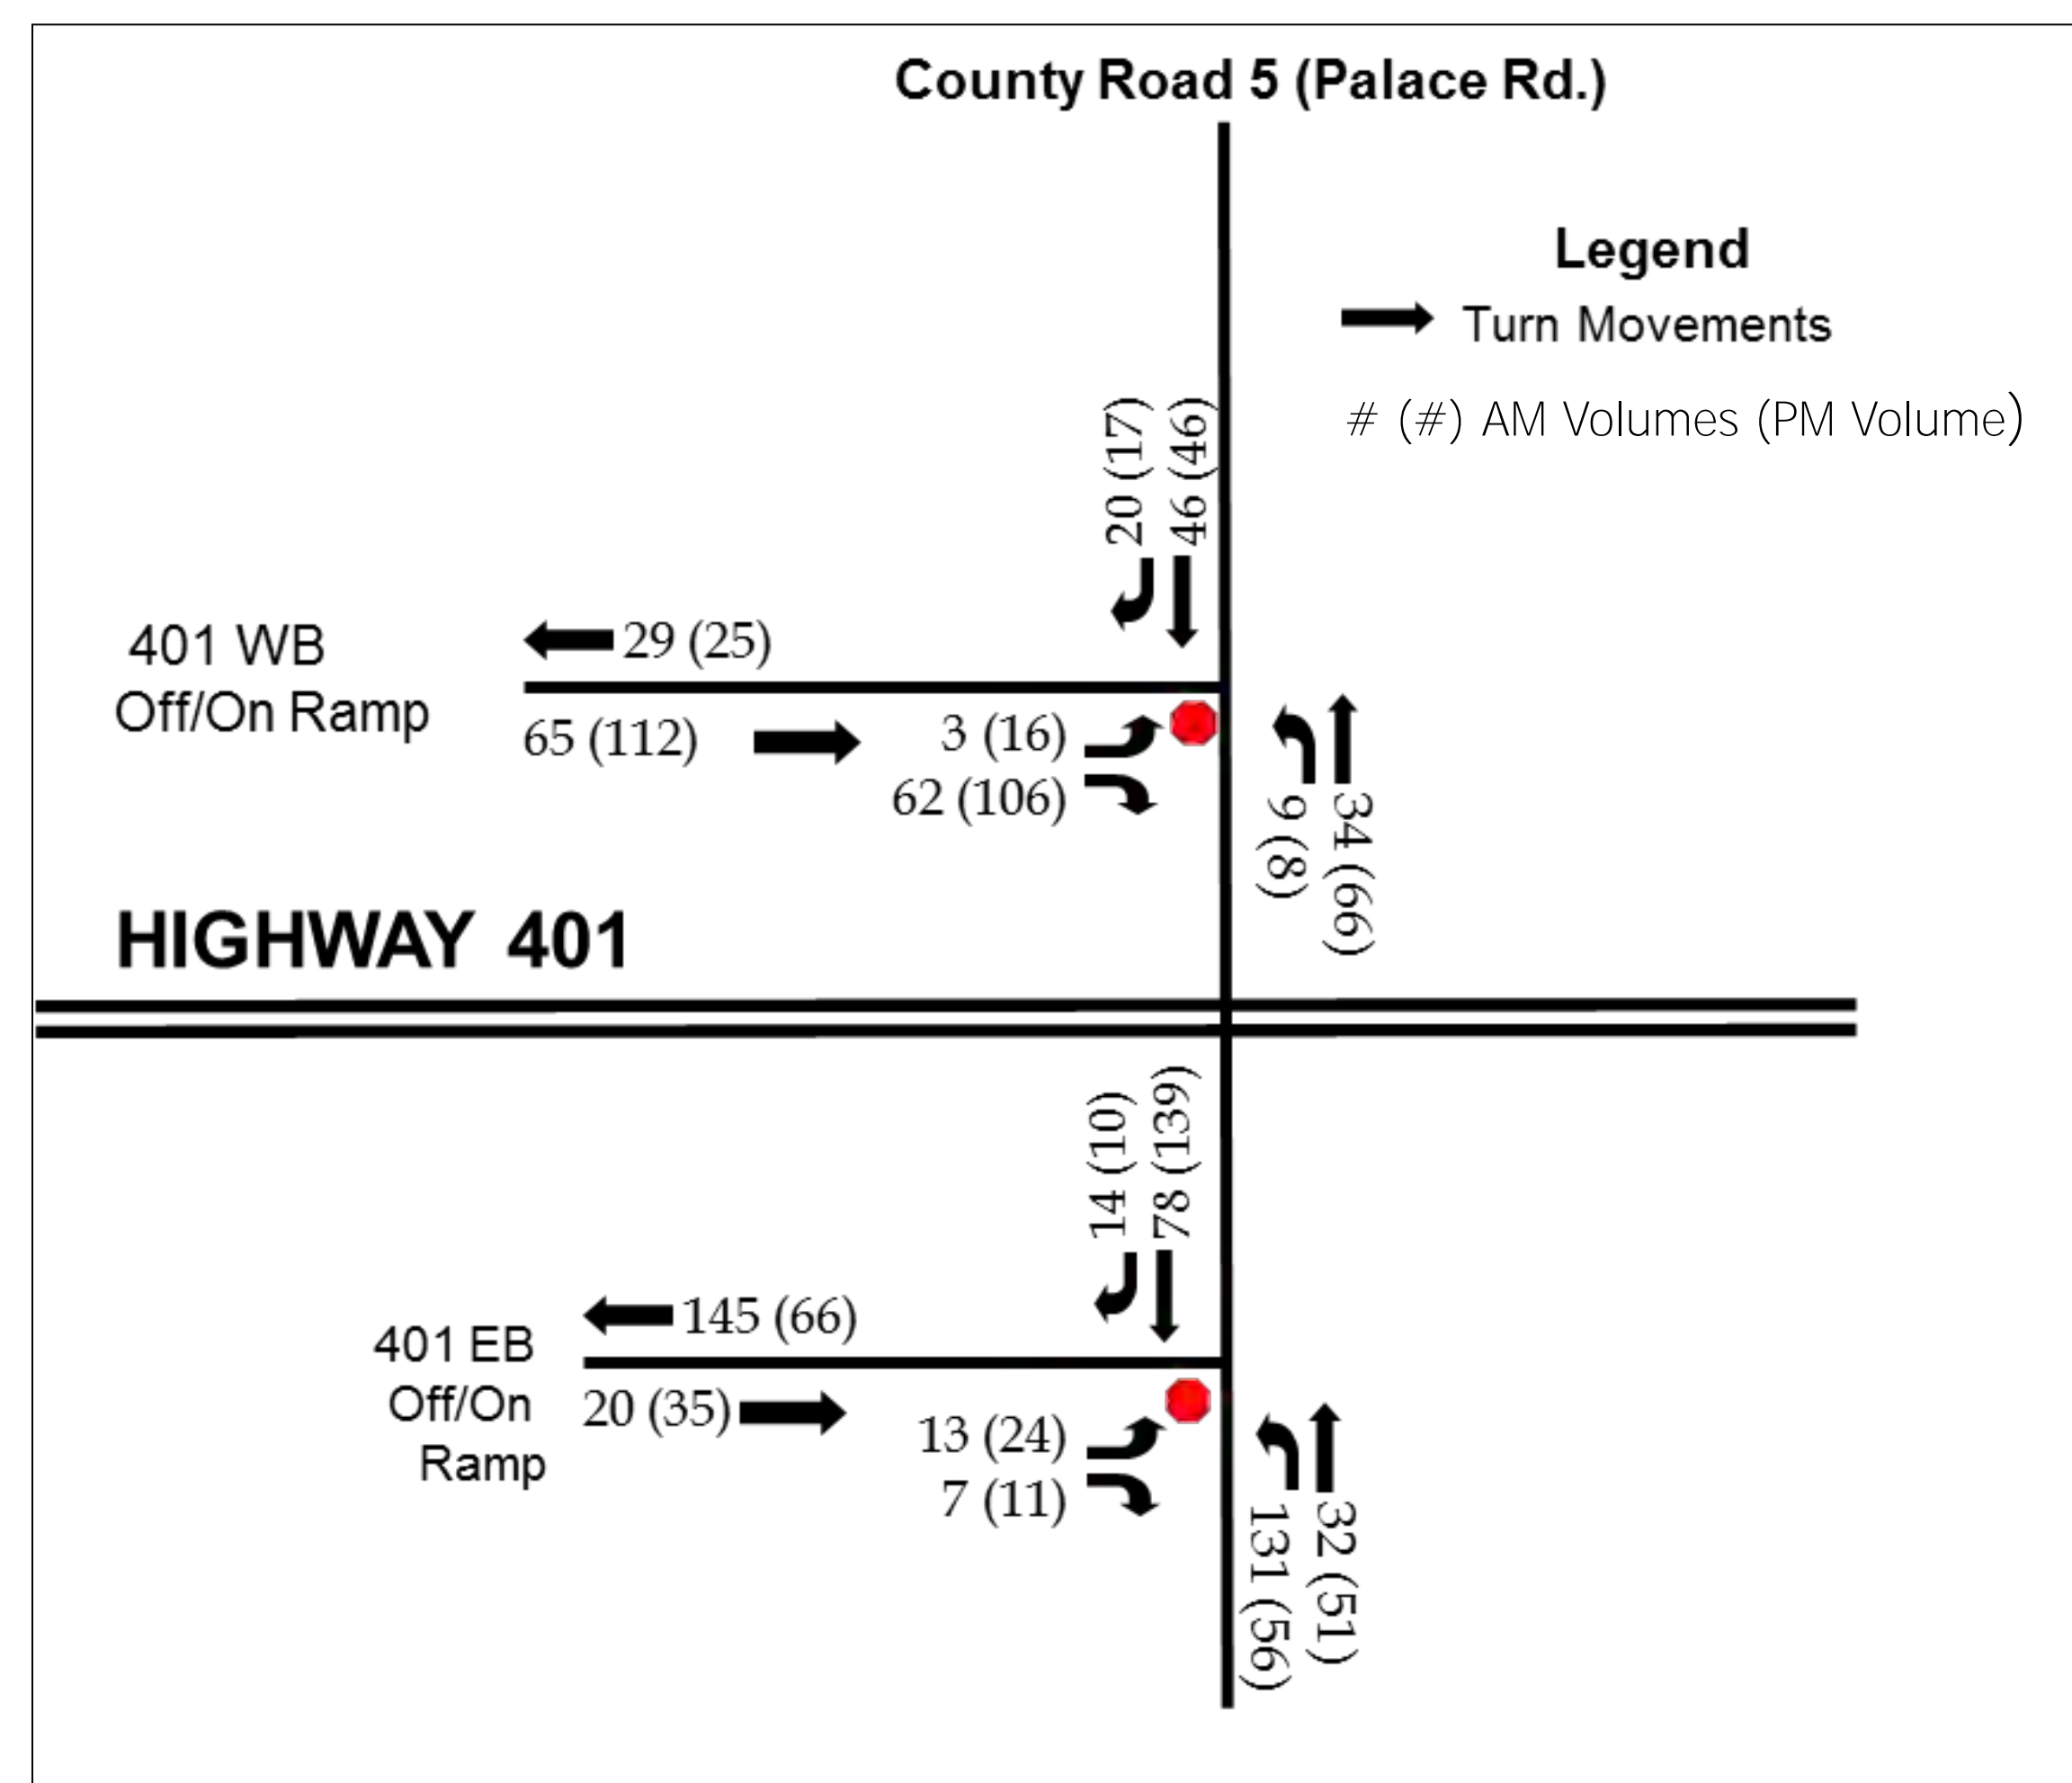 County Road 5 (Palace Rd.)
Legend
Turn Movements
# (#) AM Volumes (PM Volume)
20 (17)
46 (46)
401 WB
Off/On Ramp
29 (25)
65 (112)
3 (16)
62 (106)
9 (8)
34 (66)
HIGHWAY 401
14 (10)
78 (139)
401 EB
Off/On
Ramp
145 (66)
20 (35)
13 (24)
7 (11)
131 (56)
32 (51)